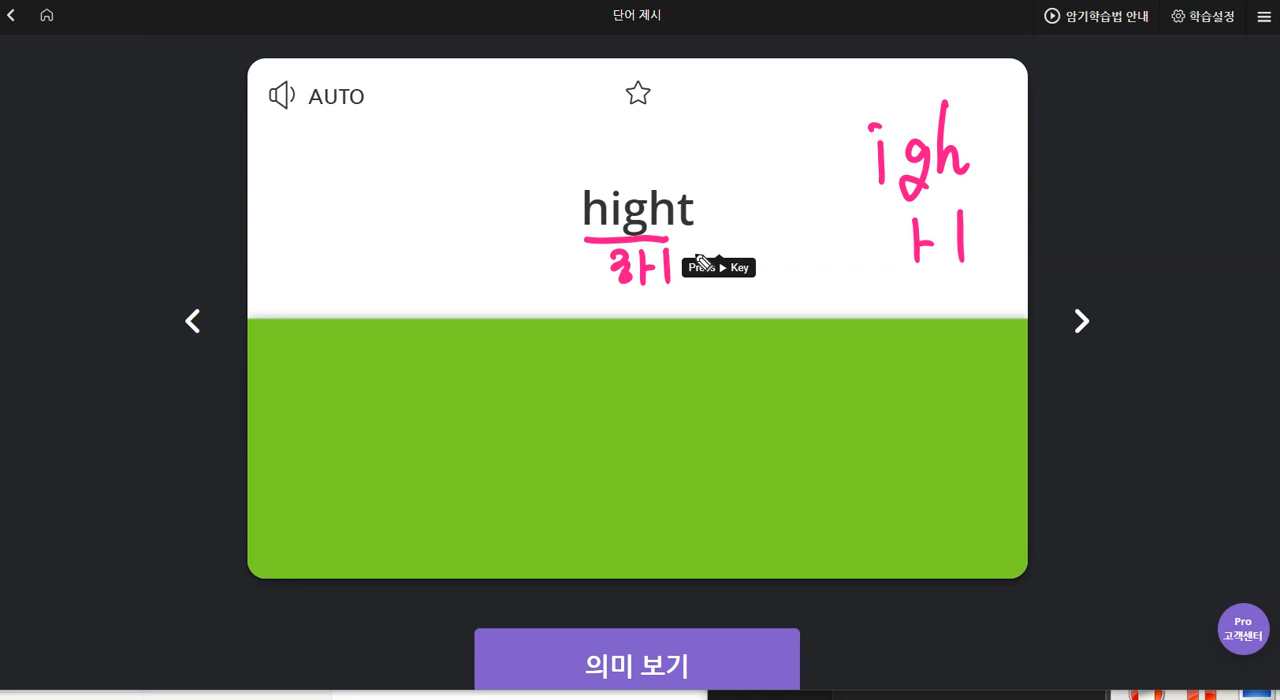 단어 제시
암기학습법 안내
학습설정
AUTO
igh
ㅏㅣ
hight
하이
Press ▶ Key
의미 보기
Pro
고객센터